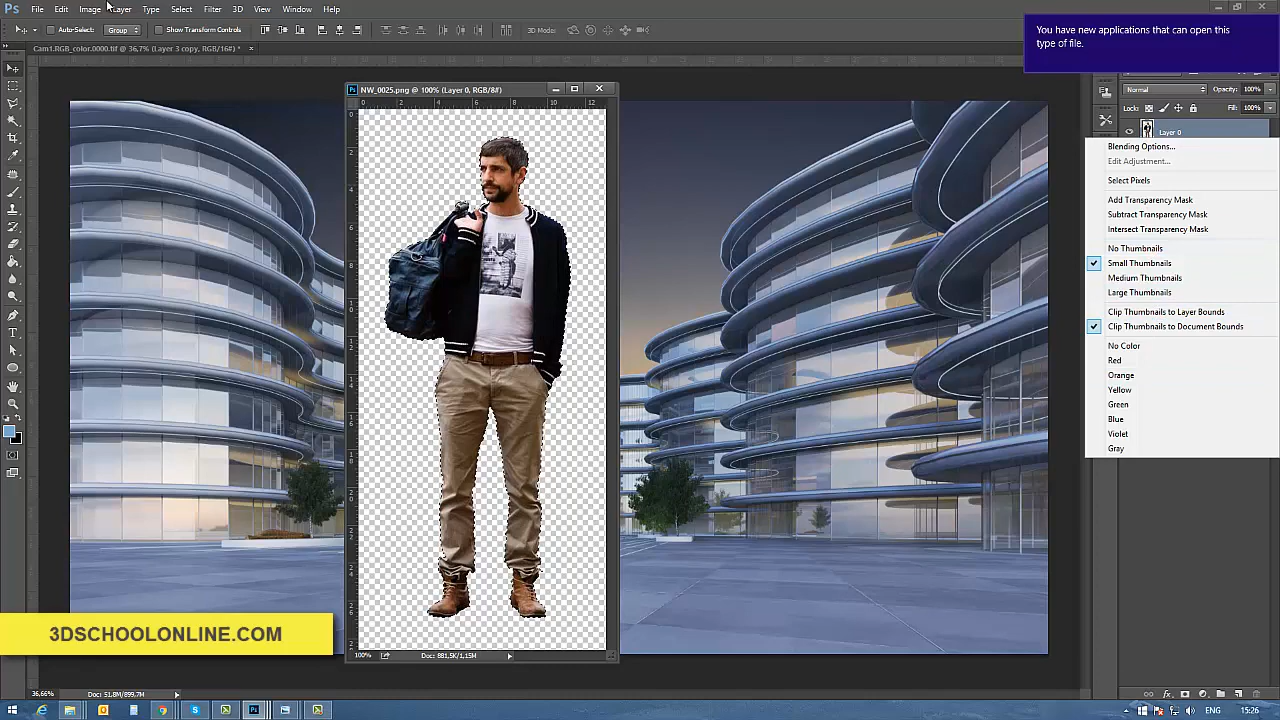 Ps File Edit Image Layer Type Select Filter 3D View Window Help
Auto-Select: Group Show Transform Controls 3D Mode:
You have new applications that can open this
type of file.
Cam1.RGB_color.0000.tif @ 36,7% (Layer 3 copy, RGB/16#) *
NW_0025.png @ 100% (Layer 0, RGB/8#)
Normal Opacity: 100%
Locks: Fill: 100%
Layer 0
Blending Options...
Edit Adjustment...
Select Pixels
Add Transparency Mask
Subtract Transparency Mask
Intersect Transparency Mask
No Thumbnails
Small Thumbnails
Medium Thumbnails
Large Thumbnails
Clip Thumbnails to Layer Bounds
Clip Thumbnails to Document Bounds
No Color
Red
Orange
Yellow
Green
Blue
Violet
Gray
3DSCHOOLONLINE.COM
100% Doc: 881,5K/1,15M
36,66% Doc: 51,8M/899,7M
ENG 15:26